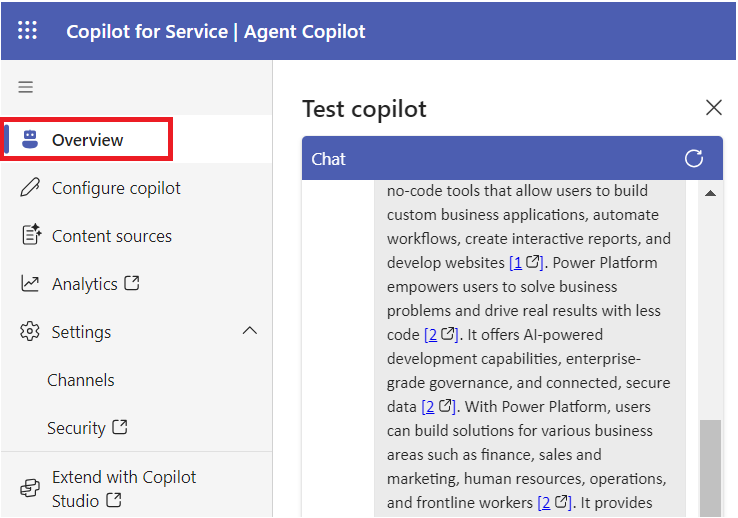 Copilot for Service | Agent Copilot
Overview
Configure copilot
Content sources
Analytics
Settings
Channels
Security
Extend with Copilot
Studio
Test copilot
Chat
no-code tools that allow users to build
custom business applications, automate
workflows, create interactive reports, and
develop websites [1]. Power Platform
empowers users to solve business
problems and drive real results with less
code [2]. It offers AI-powered
development capabilities, enterprise-
grade governance, and connected, secure
data [2]. With Power Platform, users
can build solutions for various business
areas such as finance, sales and
marketing, human resources, operations,
and frontline workers [2]. It provides